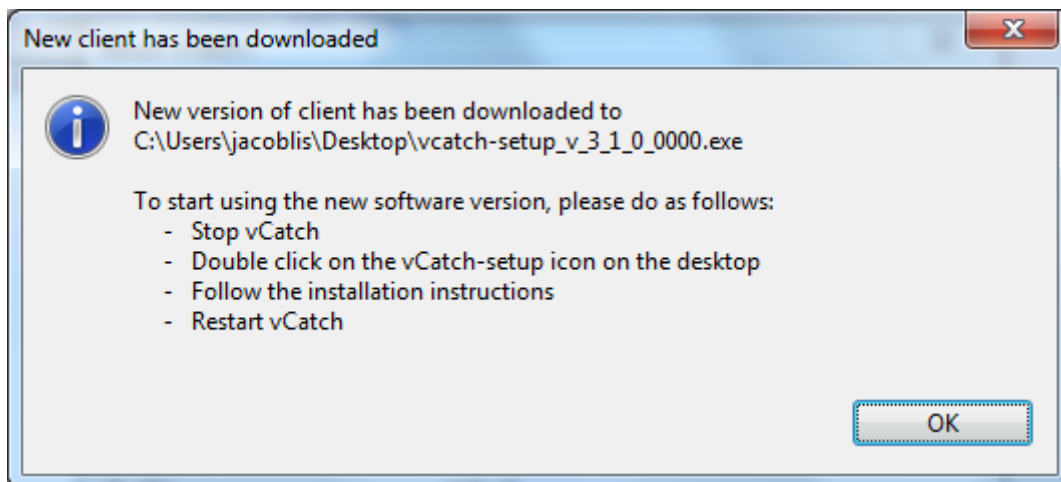 New client has been downloaded
New version of client has been downloaded to
C:\Users\jacoblis\Desktop\vcatch-setup_v_3_1_0_0000.exe
To start using the new software version, please do as follows:
- Stop vCatch
- Double click on the vCatch-setup icon on the desktop
- Follow the installation instructions
- Restart vCatch
OK